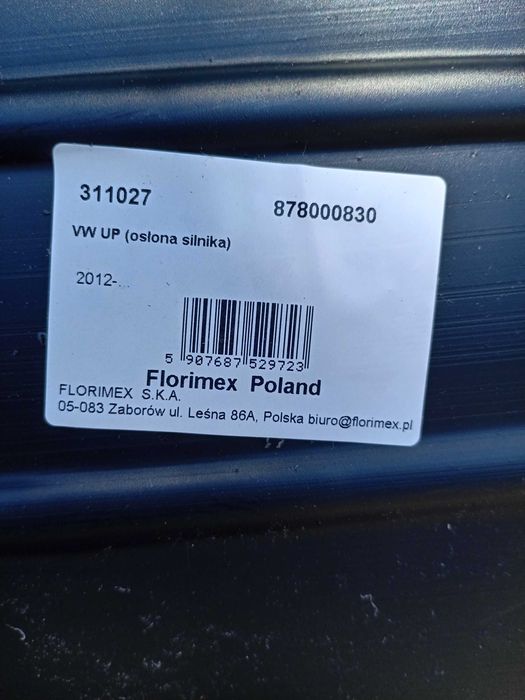 311027 878000830
VW UP (osłona silnika)
2012-...
5 907687 529723
Florimex Poland
FLORIMEX S.K.A.
05-083 Zaborów ul. Leśna 86A, Polska biuro@florimex.pl